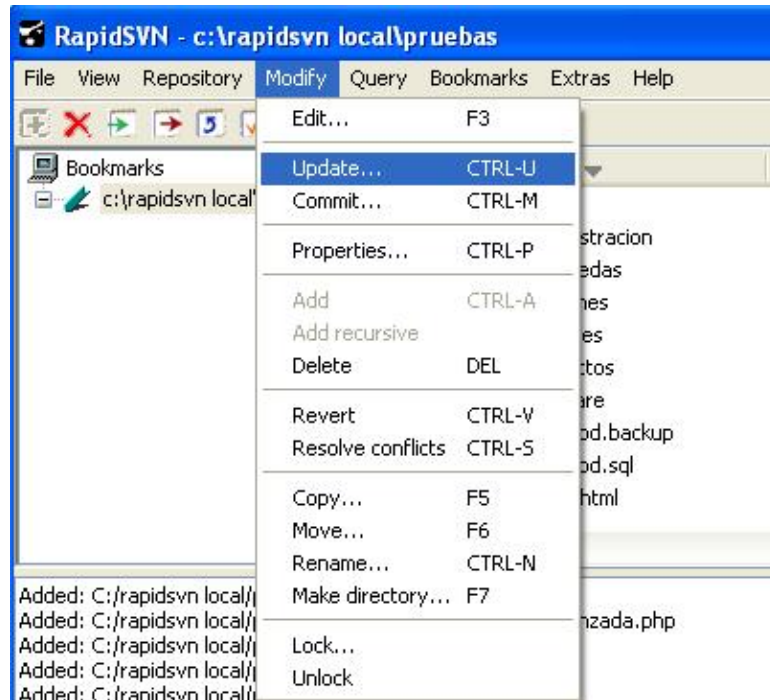 RapidSVN - c:\rapidsvn local\pruebas
File View Repository Modify Query Bookmarks Extras Help
Edit... F3
Bookmarks
Update... CTRL-U
c:\rapidsvn local
Commit... CTRL-M
stracion
Properties... CTRL-P
edas
nes
Add CTRL-A
es
Add recursive
ctos
Delete DEL
are
Revert CTRL-V
od.backup
Resolve conflicts CTRL-S
od.sql
html
Copy... F5
Move... F6
Rename... CTRL-N
Added: C:/rapidsvn local/
Make directory... F7
Added: C:/rapidsvn local/ nzada.php
Added: C:/rapidsvn local/
Lock...
Added: C:/rapidsvn local/
Unlock
Added: C:/rapidsvn local/